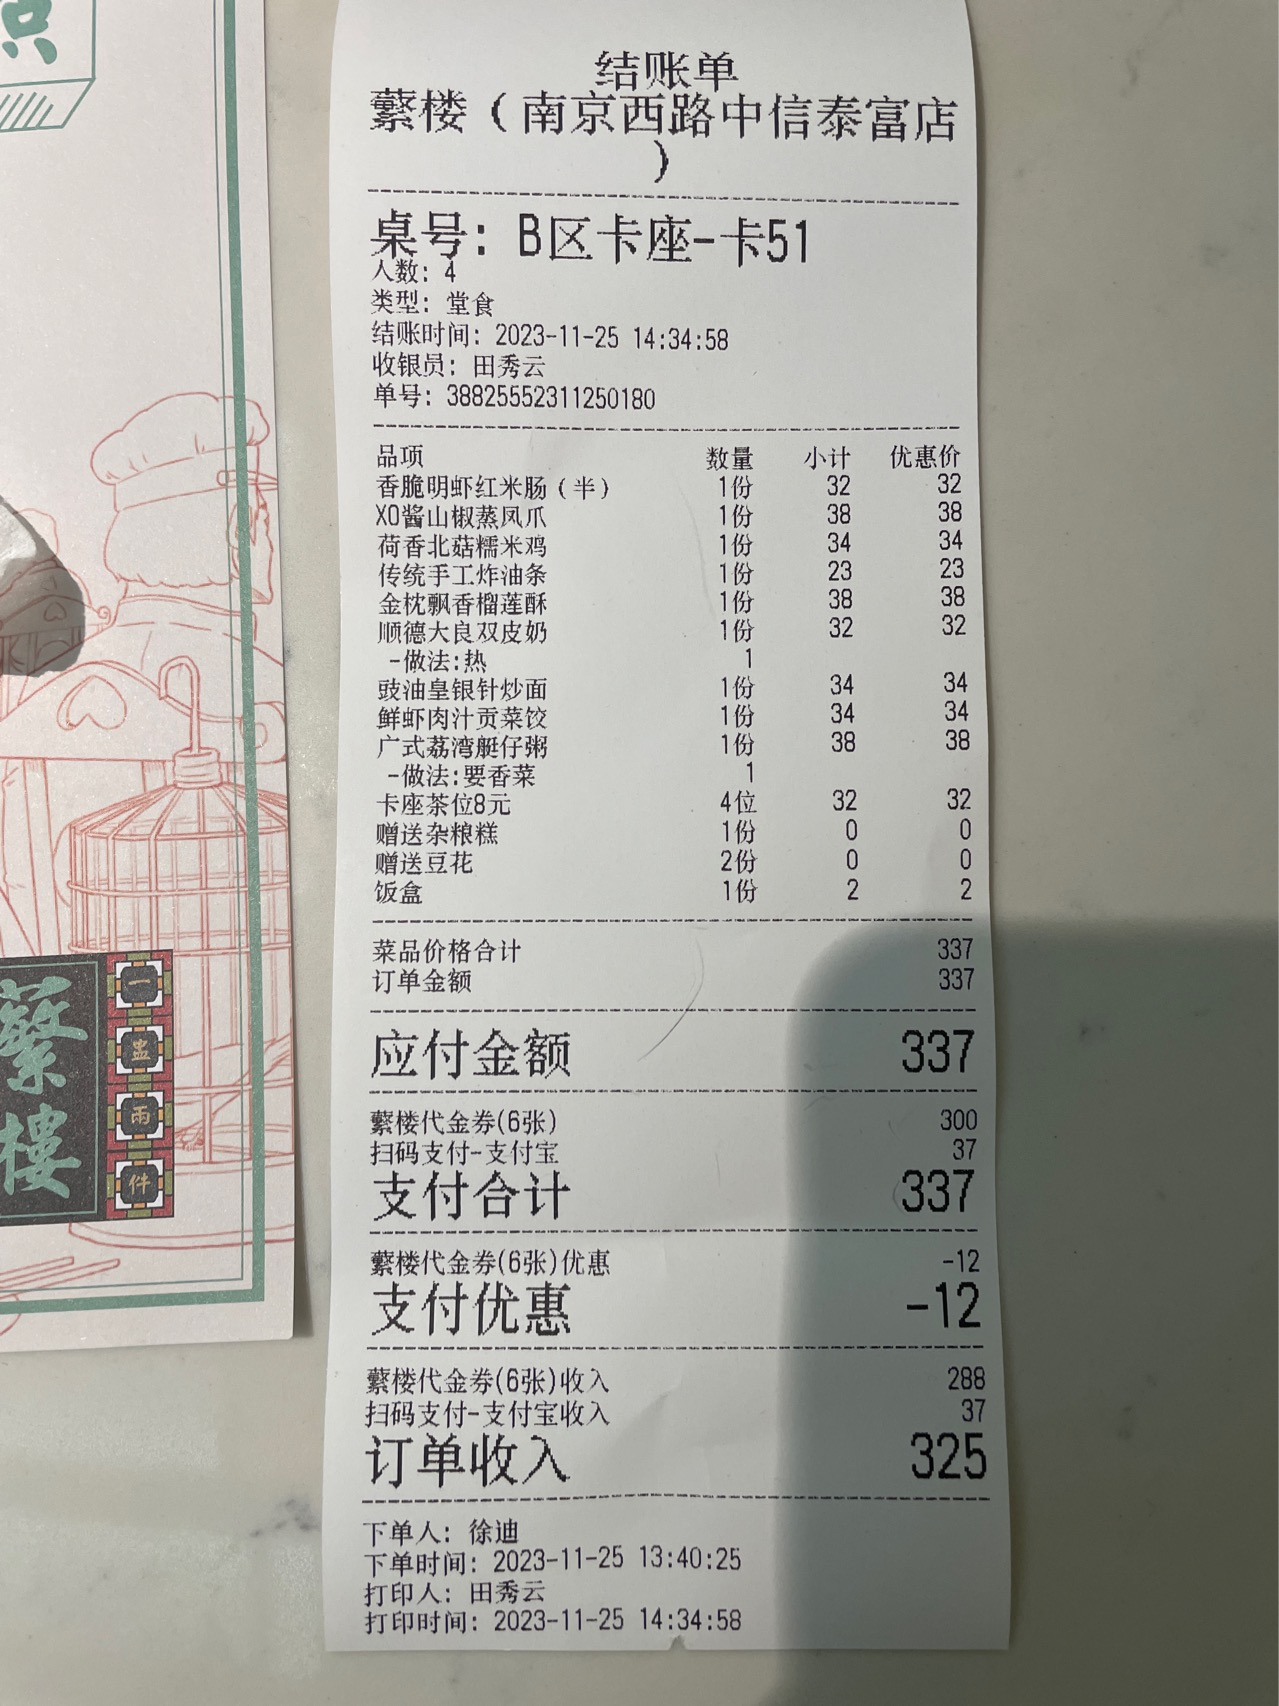 点
结账单
蘩楼（南京西路中信泰富店
）
桌号: B区卡座-卡51
人数: 4
类型: 堂食
结账时间: 2023-11-25 14:34:58
收银员: 田秀云
单号: 38825552311250180
品项 数量 小计 优惠价
香脆明虾红米肠（半） 1份 32 32
XO酱山椒蒸凤爪 1份 38 38
荷香北菇糯米鸡 1份 34 34
传统手工炸油条 1份 23 23
金枕飘香榴莲酥 1份 38 38
顺德大良双皮奶 1份 32 32
-做法:热 1
豉油皇银针炒面 1份 34 34
鲜虾肉汁贡菜饺 1份 34 34
广式荔湾艇仔粥 1份 38 38
-做法:要香菜 1
卡座茶位8元 4位 32 32
赠送杂粮糕 1份 0 0
赠送豆花 2份 0 0
饭盒 1份 2 2
菜品价格合计 337
订单金额 337
应付金额 337
蘩楼代金券(6张) 300
扫码支付-支付宝 37
支付合计 337
蘩楼代金券(6张)优惠 -12
支付优惠 -12
蘩楼代金券(6张)收入 288
扫码支付-支付宝收入 37
订单收入 325
下单人: 徐迪
下单时间: 2023-11-25 13:40:25
打印人: 田秀云
打印时间: 2023-11-25 14:34:58
蘩樓
一盅兩件